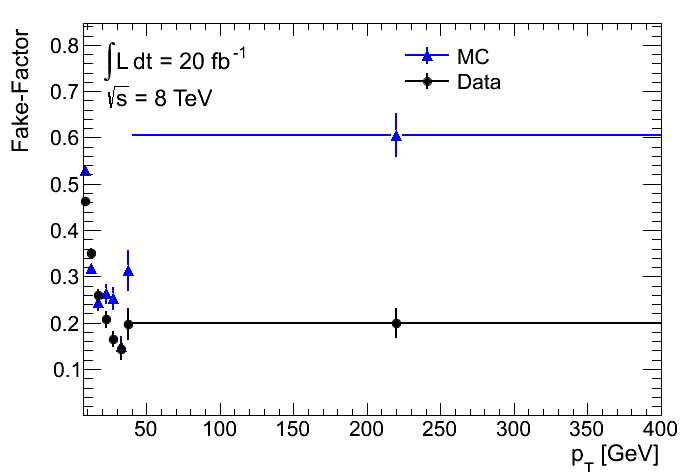 Fake-Factor
0.8
0.7
0.6
0.5
0.4
0.3
0.2
0.1
∫L dt = 20 fb⁻¹
√s = 8 TeV
MC
Data
50 100 150 200 250 300 350 400
p_T [GeV]